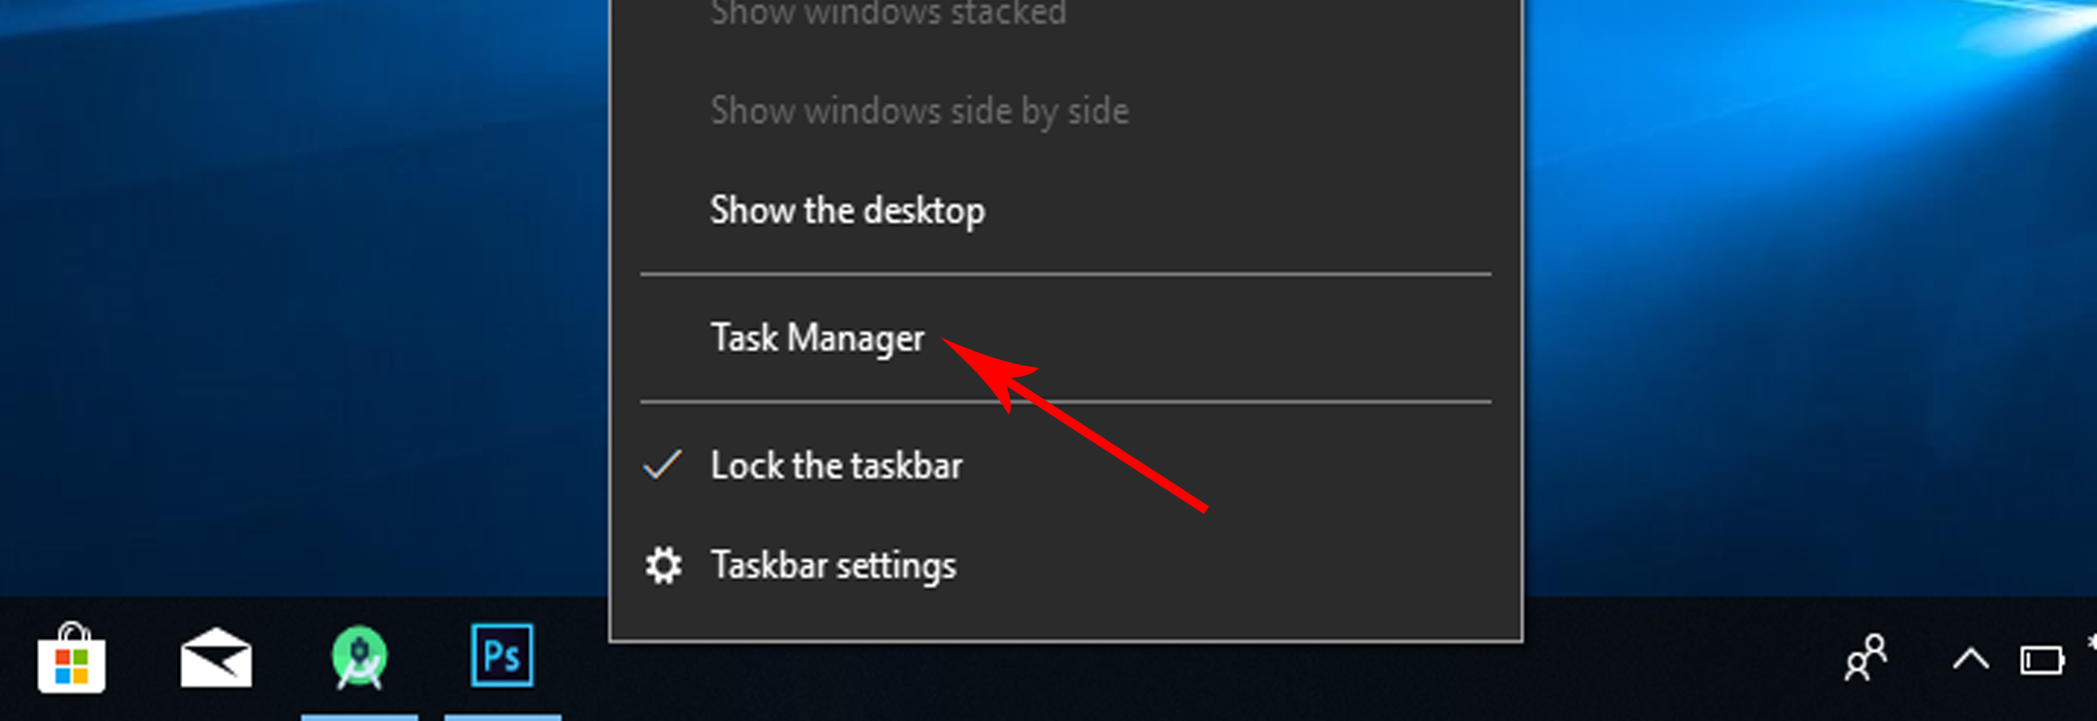 Show windows stacked
Show windows side by side
Show the desktop
Task Manager
Lock the taskbar
Taskbar settings
Ps